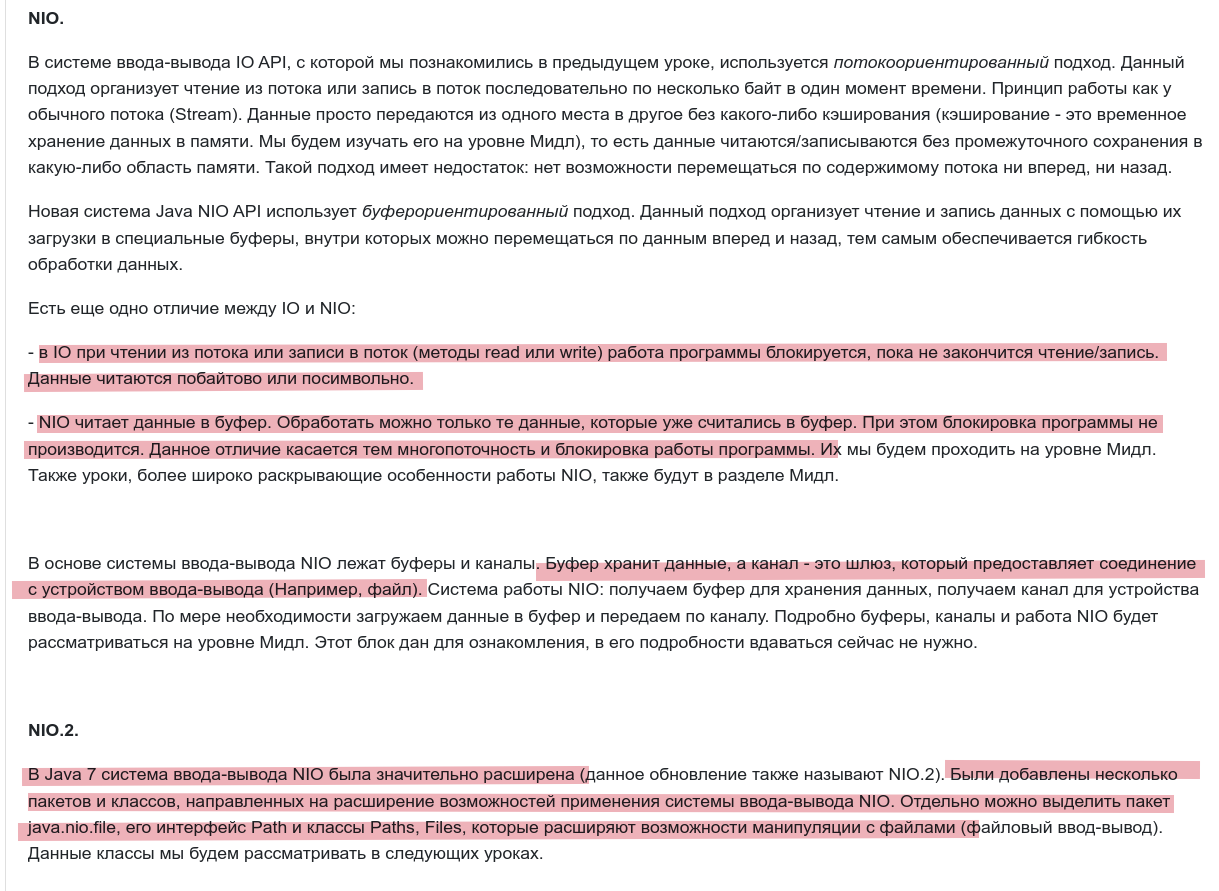 NIO.
В системе ввода-вывода IO API, с которой мы познакомились в предыдущем уроке, используется потокоориентированный подход. Данный
подход организует чтение из потока или запись в поток последовательно по несколько байт в один момент времени. Принцип работы как у
обычного потока (Stream). Данные просто передаются из одного места в другое без какого-либо кэширования (кэширование - это временное
хранение данных в памяти. Мы будем изучать его на уровне Мидл), то есть данные читаются/записываются без промежуточного сохранения в
какую-либо область памяти. Такой подход имеет недостаток: нет возможности перемещаться по содержимому потока ни вперед, ни назад.
Новая система Java NIO API использует буферориентированный подход. Данный подход организует чтение и запись данных с помощью их
загрузки в специальные буферы, внутри которых можно перемещаться по данным вперед и назад, тем самым обеспечивается гибкость
обработки данных.
Есть еще одно отличие между IO и NIO:
- в IO при чтении из потока или записи в поток (методы read или write) работа программы блокируется, пока не закончится чтение/запись.
Данные читаются побайтово или посимвольно.
- NIO читает данные в буфер. Обработать можно только те данные, которые уже считались в буфер. При этом блокировка программы не
производится. Данное отличие касается тем многопоточность и блокировка работы программы. Их мы будем проходить на уровне Мидл.
Также уроки, более широко раскрывающие особенности работы NIO, также будут в разделе Мидл.
В основе системы ввода-вывода NIO лежат буферы и каналы. Буфер хранит данные, а канал - это шлюз, который предоставляет соединение
с устройством ввода-вывода (Например, файл). Система работы NIO: получаем буфер для хранения данных, получаем канал для устройства
ввода-вывода. По мере необходимости загружаем данные в буфер и передаем по каналу. Подробно буферы, каналы и работа NIO будет
рассматриваться на уровне Мидл. Этот блок дан для ознакомления, в его подробности вдаваться сейчас не нужно.
NIO.2.
В Java 7 система ввода-вывода NIO была значительно расширена (данное обновление также называют NIO.2). Были добавлены несколько
пакетов и классов, направленных на расширение возможностей применения системы ввода-вывода NIO. Отдельно можно выделить пакет
java.nio.file, его интерфейс Path и классы Paths, Files, которые расширяют возможности манипуляции с файлами (файловый ввод-вывод).
Данные классы мы будем рассматривать в следующих уроках.